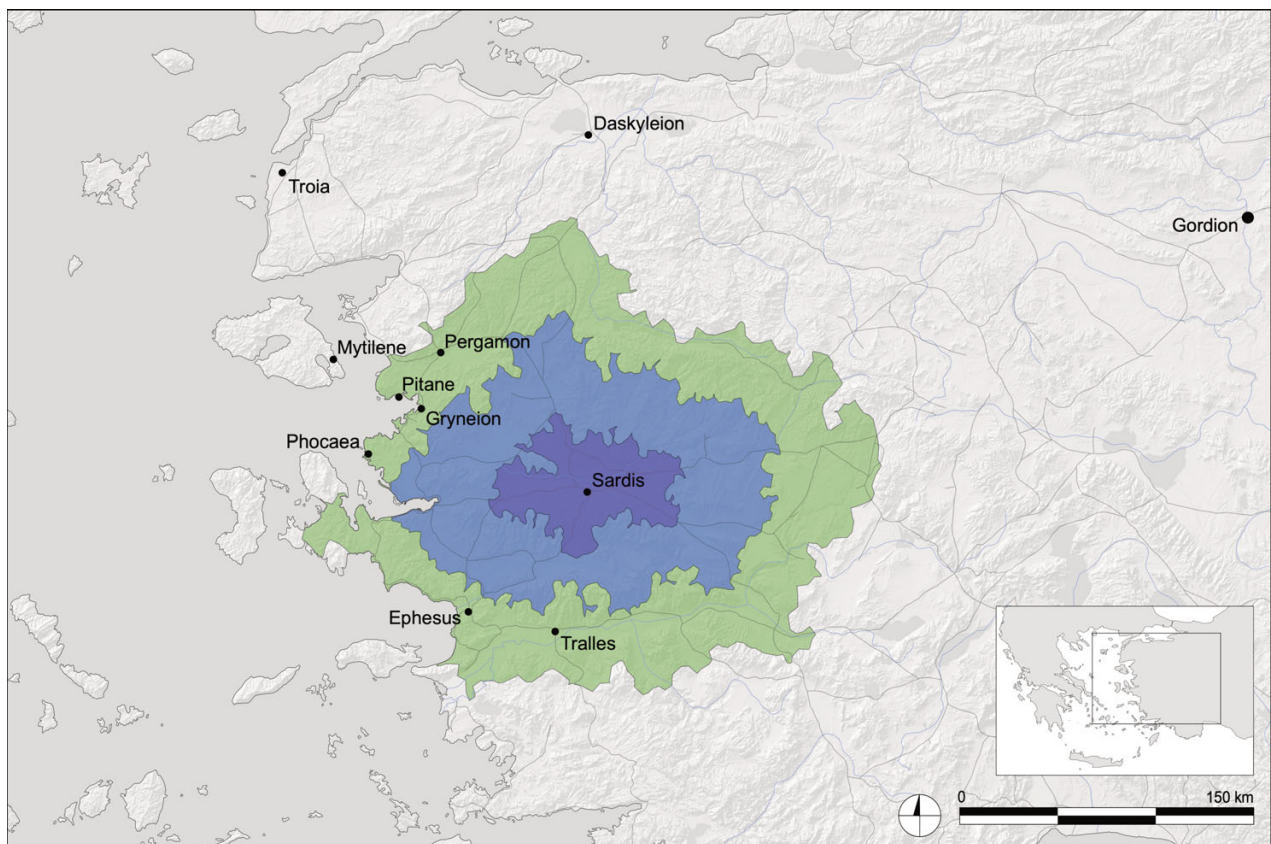 Daskyleion
Troia
Gordion
Mytilene
Pergamon
Pitane
Gryneion
Phocaea
Sardis
Ephesus
Tralles
0 150 km